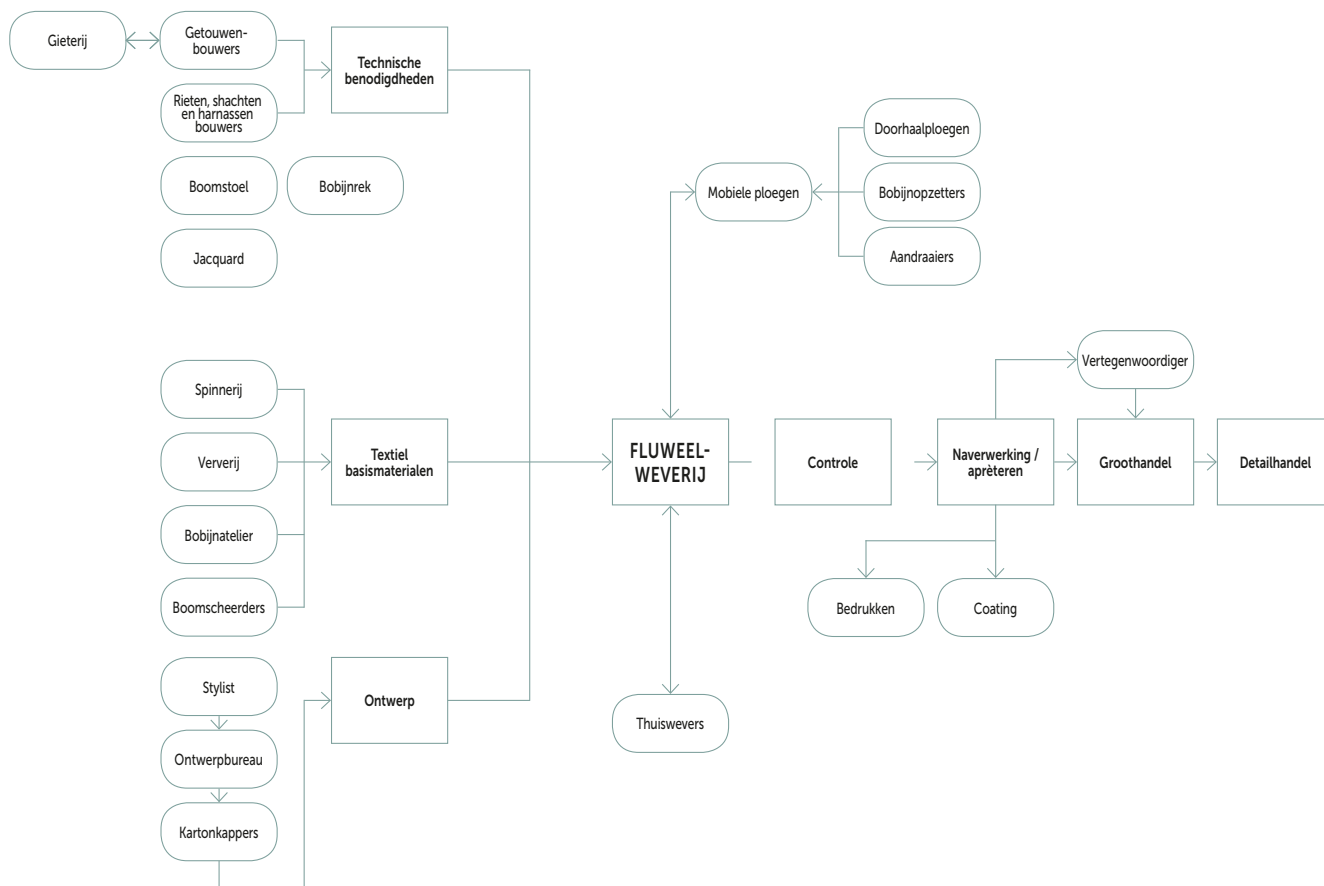 Gieterij
Getouwen-
bouwers
Technische
benodigdheden
Rieten, shachten
en harnassen
bouwers
Boomstoel
Bobijnrek
Jacquard
Doorhaalploegen
Mobiele ploegen
Bobijnopzetters
Aandraaiers
Spinnerij
Ververij
Bobijnatelier
Boomscheerders
Textiel
basismaterialen
FLUWEEL-
WEVERIJ
Controle
Naverwerking /
aprèteren
Vertegenwoordiger
Groothandel
Detailhandel
Bedrukken
Coating
Stylist
Ontwerpbureau
Kartonkappers
Ontwerp
Thuiswevers